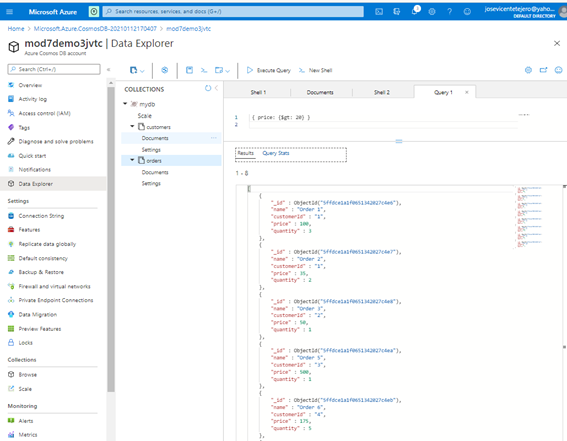 Microsoft Azure
Search resources, services, and docs (G+/)
josevicentetejero@yaho...
DEFAULT DIRECTORY
Home > Microsoft.Azure.CosmosDB-20210112170407 > mod7demo3jvtc
mod7demo3jvtc | Data Explorer
Azure Cosmos DB account
Search (Ctrl+/)
Overview
Activity log
Access control (IAM)
Tags
Diagnose and solve problems
Quick start
Notifications
Data Explorer
Settings
Connection String
Features
Replicate data globally
Default consistency
Backup & Restore
Firewall and virtual networks
Private Endpoint Connections
Data Migration
Preview Features
Locks
Collections
Browse
Scale
Monitoring
Alerts
Metrics
Execute Query
New Shell
COLLECTIONS
mydb
Scale
customers
Documents
Settings
orders
Documents
Settings
Shell 1
Documents
Shell 2
Query 1
1 { price: {$gt: 20} }
2
Results
Query Stats
1 - 8
[
{
"_id" : ObjectId("5ffdce1a1f0651342027c4e6"),
"name" : "Order 1",
"customerId" : "1",
"price" : 100,
"quantity" : 3
},
{
"_id" : ObjectId("5ffdce1a1f0651342027c4e7"),
"name" : "Order 2",
"customerId" : "1",
"price" : 35,
"quantity" : 2
},
{
"_id" : ObjectId("5ffdce1a1f0651342027c4e8"),
"name" : "Order 3",
"customerId" : "2",
"price" : 50,
"quantity" : 1
},
{
"_id" : ObjectId("5ffdce1a1f0651342027c4ea"),
"name" : "Order 5",
"customerId" : "3",
"price" : 500,
"quantity" : 1
},
{
"_id" : ObjectId("5ffdce1a1f0651342027c4eb"),
"name" : "Order 6",
"customerId" : "4",
"price" : 175,
"quantity" : 5
},